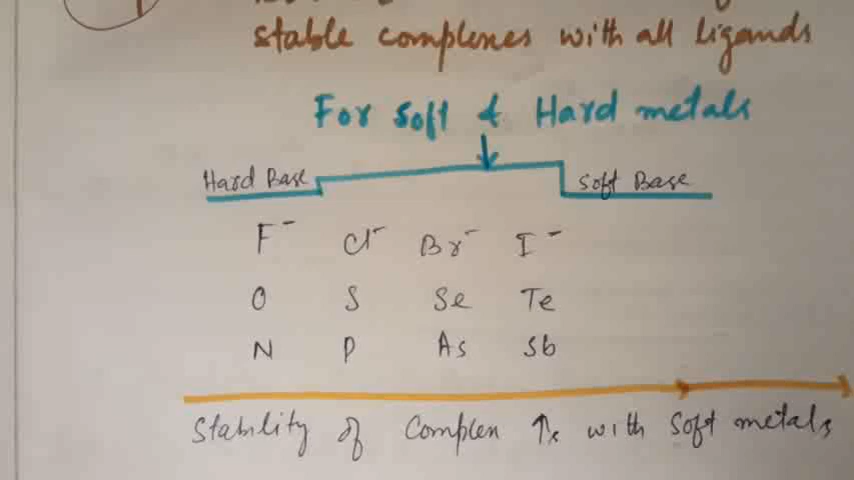 stable complexes with all ligands
For Soft & Hard metals
Hard Base Soft Base
F⁻ Cl⁻ Br⁻ I⁻
O S Se Te
N P As Sb
Stability of Complex ↑s with Soft metals